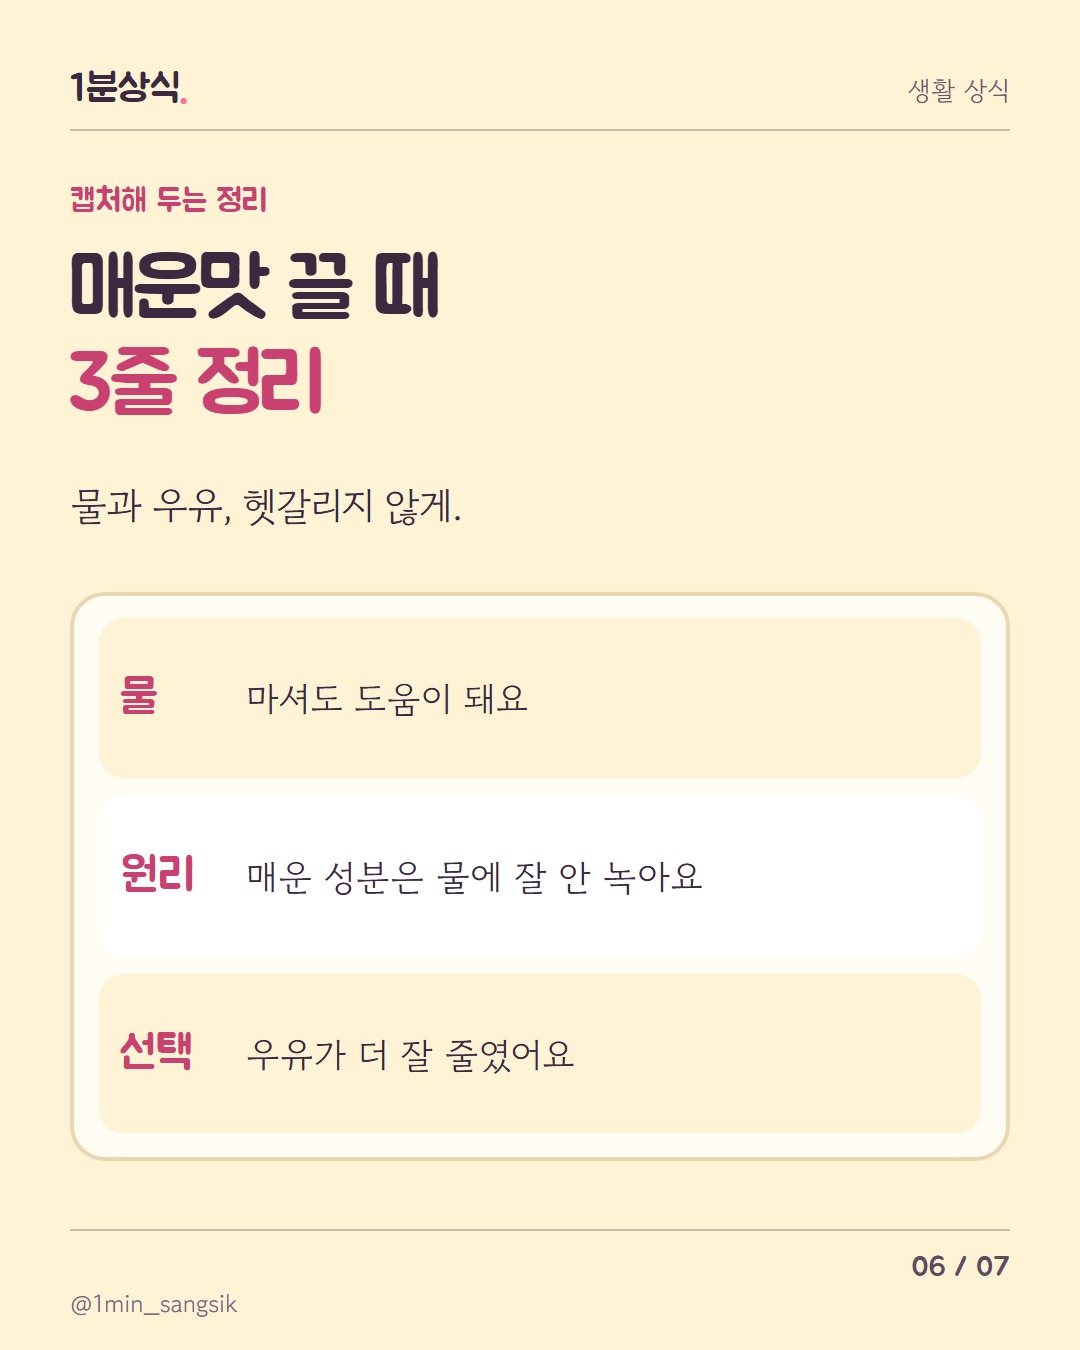 1분상식.
생활 상식
캡처해 두는 정리
매운맛 끌 때
3줄 정리
물과 우유, 헷갈리지 않게.
물 마셔도 도움이 돼요
원리 매운 성분은 물에 잘 안 녹아요
선택 우유가 더 잘 줄였어요
06 / 07
@1min_sangsik